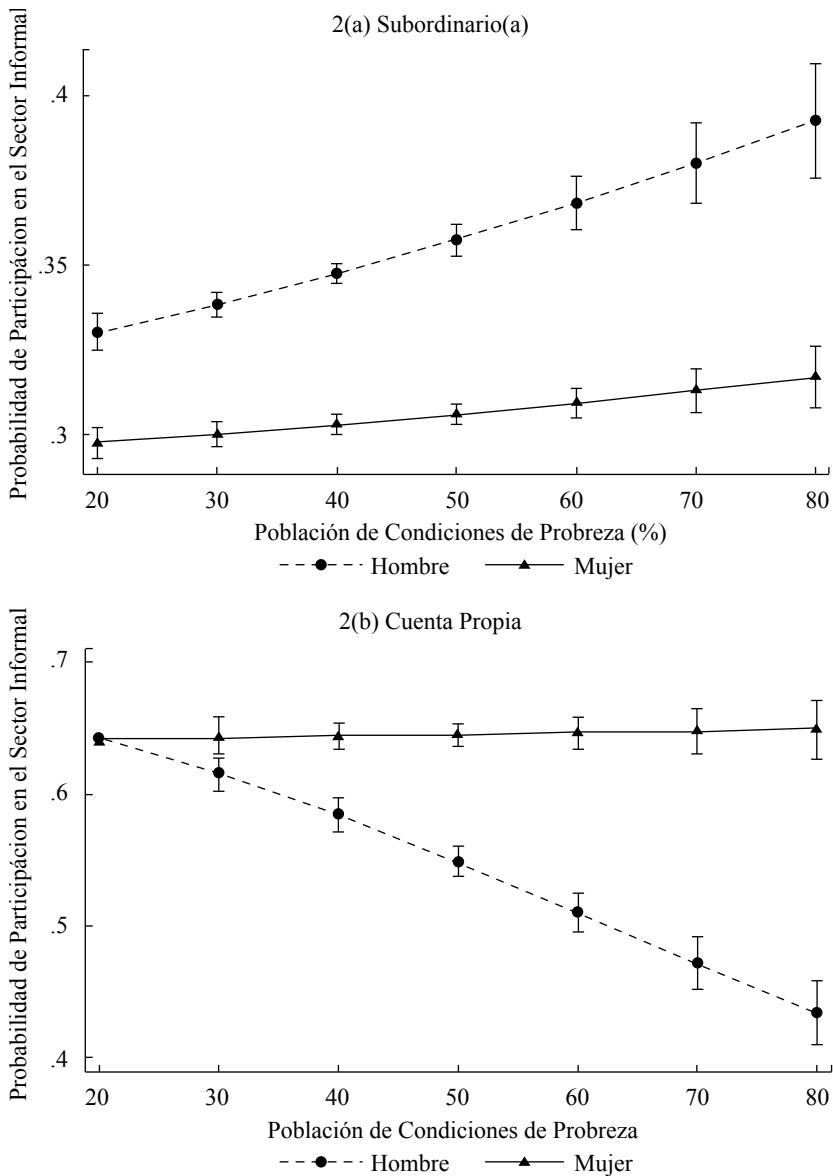 2(a) Subordinario(a)
Probabilidad de Participácion en el Sector Informal
.4
.35
.3
20 30 40 50 60 70 80
Población de Condiciones de Probreza (%)
Hombre Mujer
2(b) Cuenta Propia
Probabilidad de Participácion en el Sector Informal
.7
.6
.5
.4
20 30 40 50 60 70 80
Población de Condiciones de Probreza
Hombre Mujer